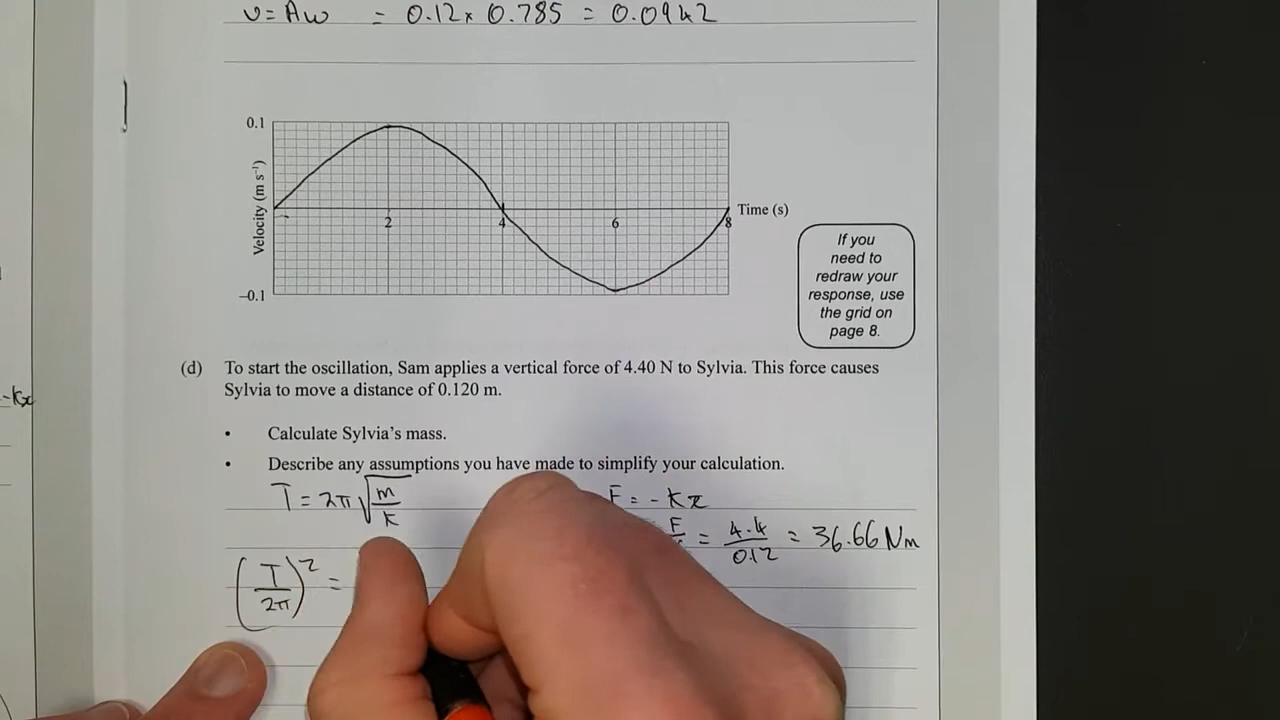 v = Aω = 0.12 × 0.785 = 0.0942
0.1
Velocity (m s⁻¹)
2 4 6 8 Time (s)
–0.1
If you
need to
redraw your
response, use
the grid on
page 8.
(d) To start the oscillation, Sam applies a vertical force of 4.40 N to Sylvia. This force causes
Sylvia to move a distance of 0.120 m.
-kx
• Calculate Sylvia's mass.
• Describe any assumptions you have made to simplify your calculation.
T = 2π√(m/k) F = -kx
F = 4.4/0.12 = 36.66 Nm
(T/2π)² =